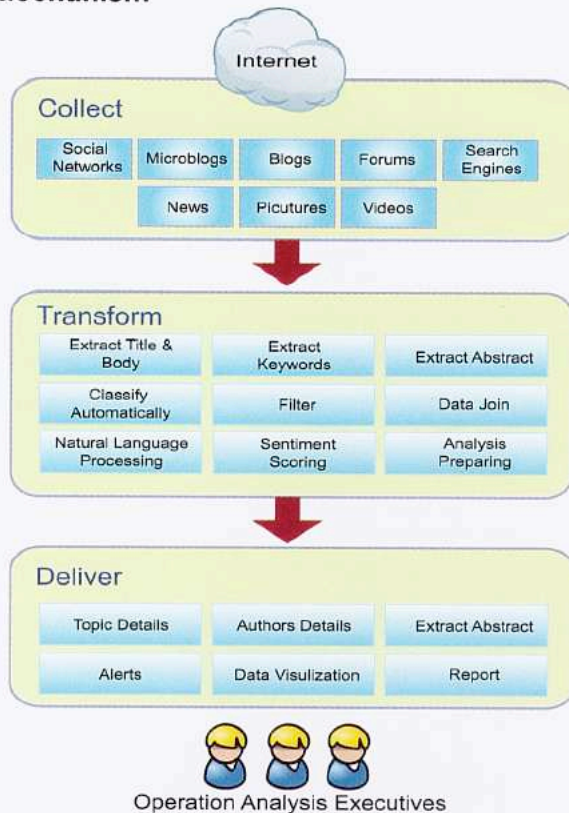 Internet
Collect
Social
Networks
Microblogs
Blogs
Forums
Search
Engines
News
Picutures
Videos
Transform
Extract Title &
Body
Extract
Keywords
Extract Abstract
Classify
Automatically
Filter
Data Join
Natural Language
Processing
Sentiment
Scoring
Analysis
Preparing
Deliver
Topic Details
Authors Details
Extract Abstract
Alerts
Data Visulization
Report
Operation Analysis Executives